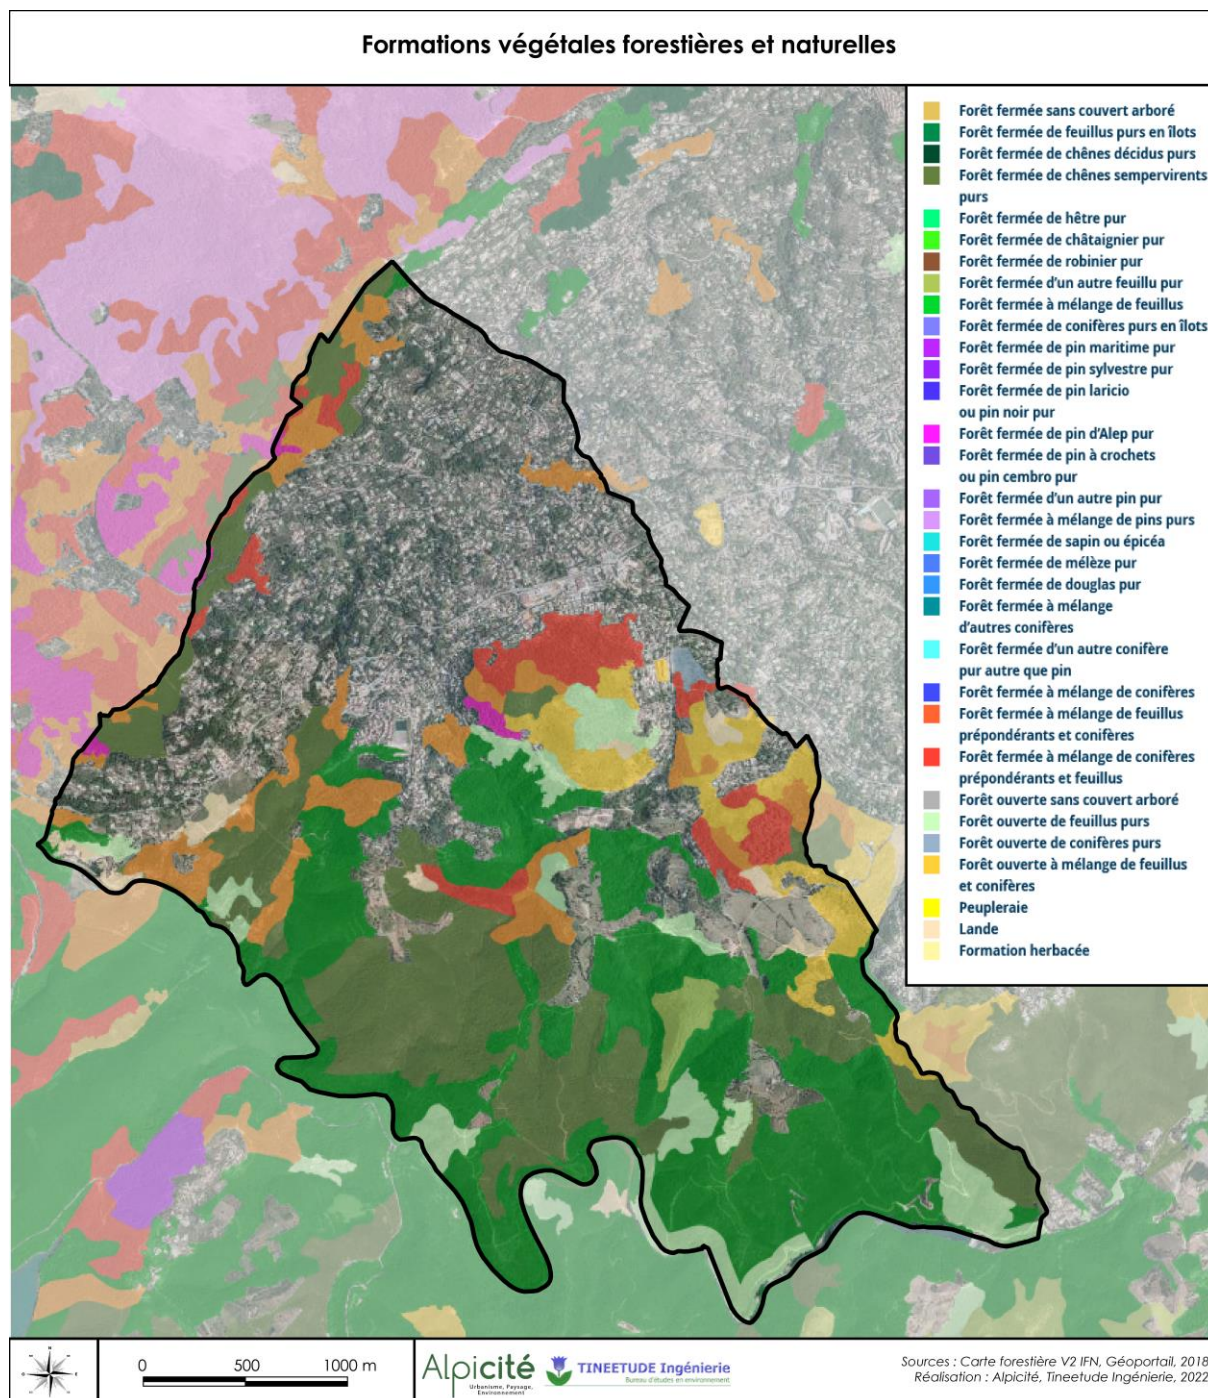 Formations végétales forestières et naturelles
Forêt fermée sans couvert arboré
Forêt fermée de feuillus purs en îlots
Forêt fermée de chênes décidus purs
Forêt fermée de chênes sempervirents
purs
Forêt fermée de hêtre pur
Forêt fermée de châtaignier pur
Forêt fermée de robinier pur
Forêt fermée d'un autre feuillu pur
Forêt fermée à mélange de feuillus
Forêt fermée de conifères purs en îlots
Forêt fermée de pin maritime pur
Forêt fermée de pin sylvestre pur
Forêt fermée de pin laricio
ou pin noir pur
Forêt fermée de pin d'Alep pur
Forêt fermée de pin à crochets
ou pin cembro pur
Forêt fermée d'un autre pin pur
Forêt fermée à mélange de pins purs
Forêt fermée de sapin ou épicéa
Forêt fermée de mélèze pur
Forêt fermée de douglas pur
Forêt fermée à mélange
d'autres conifères
Forêt fermée d'un autre conifère
pur autre que pin
Forêt fermée à mélange de conifères
Forêt fermée à mélange de feuillus
prépondérants et conifères
Forêt fermée à mélange de conifères
prépondérants et feuillus
Forêt ouverte sans couvert arboré
Forêt ouverte de feuillus purs
Forêt ouverte de conifères purs
Forêt ouverte à mélange de feuillus
et conifères
Peupleraie
Lande
Formation herbacée
0 500 1000 m
Alpicité
Urbanisme, Paysage,
Environnement
TINEETUDE Ingénierie
Bureau d'études en environnement
Sources : Carte forestière V2 IFN, Géoportail, 2018
Réalisation : Alpicité, Tineetude Ingénierie, 2022